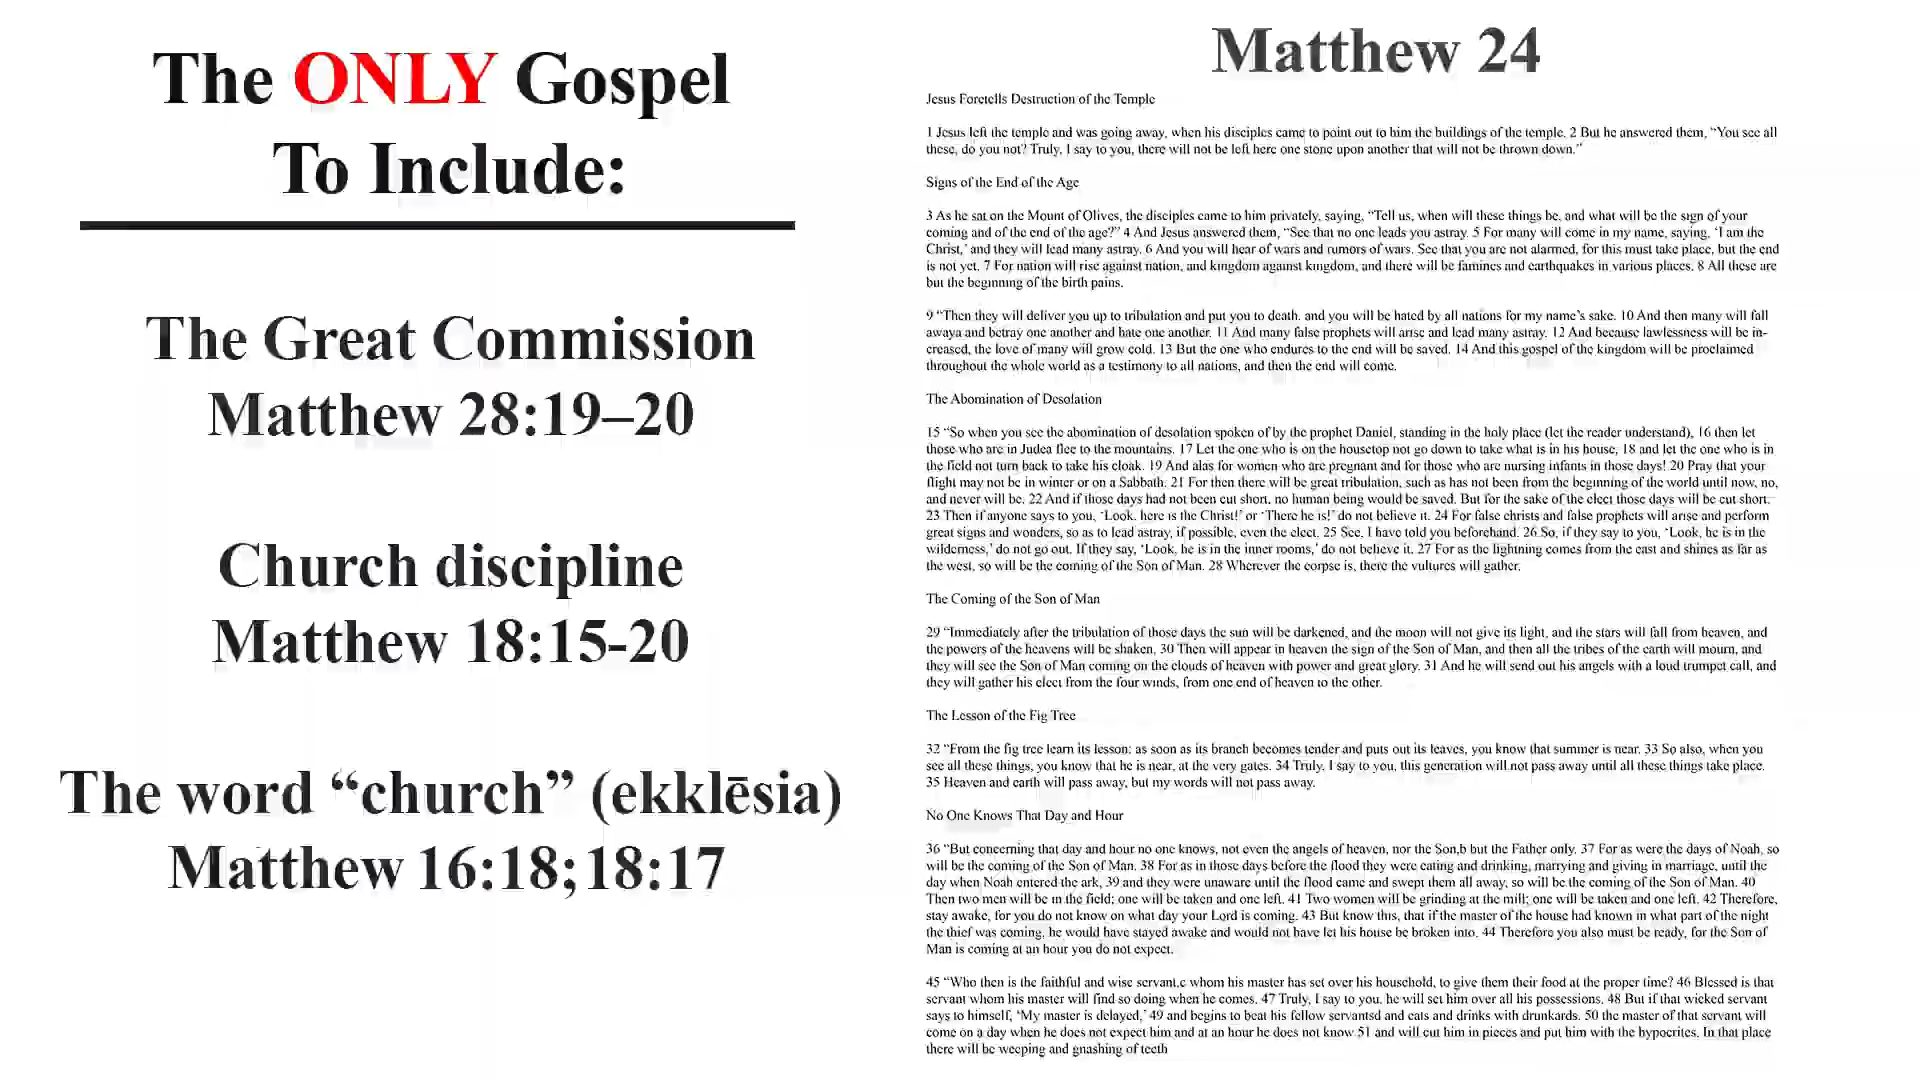 The ONLY Gospel
To Include:
The Great Commission
Matthew 28:19–20
Church discipline
Matthew 18:15-20
The word “church” (ekklēsia)
Matthew 16:18; 18:17
Matthew 24
Jesus Foretells Destruction of the Temple
1 Jesus left the temple and was going away, when his disciples came to point out to him the buildings of the temple. 2 But he answered them, “You see all
these, do you not? Truly, I say to you, there will not be left here one stone upon another that will not be thrown down.”
Signs of the End of the Age
3 As he sat on the Mount of Olives, the disciples came to him privately, saying, “Tell us, when will these things be, and what will be the sign of your
coming and of the end of the age?” 4 And Jesus answered them, “See that no one leads you astray. 5 For many will come in my name, saying, ‘I am the
Christ,’ and they will lead many astray. 6 And you will hear of wars and rumors of wars. See that you are not alarmed, for this must take place, but the end
is not yet. 7 For nation will rise against nation, and kingdom against kingdom, and there will be famines and earthquakes in various places. 8 All these are
but the beginning of the birth pains.
9 “Then they will deliver you up to tribulation and put you to death, and you will be hated by all nations for my name’s sake. 10 And then many will fall
awaya and betray one another and hate one another. 11 And many false prophets will arise and lead many astray. 12 And because lawlessness will be in-
creased, the love of many will grow cold. 13 But the one who endures to the end will be saved. 14 And this gospel of the kingdom will be proclaimed
throughout the whole world as a testimony to all nations, and then the end will come.
The Abomination of Desolation
15 “So when you see the abomination of desolation spoken of by the prophet Daniel, standing in the holy place (let the reader understand), 16 then let
those who are in Judea flee to the mountains. 17 Let the one who is on the housetop not go down to take what is in his house, 18 and let the one who is in
the field not turn back to take his cloak. 19 And alas for women who are pregnant and for those who are nursing infants in those days! 20 Pray that your
flight may not be in winter or on a Sabbath. 21 For then there will be great tribulation, such as has not been from the beginning of the world until now, no,
and never will be. 22 And if those days had not been cut short, no human being would be saved. But for the sake of the elect those days will be cut short.
23 Then if anyone says to you, ‘Look, here is the Christ!’ or ‘There he is!’ do not believe it. 24 For false christs and false prophets will arise and perform
great signs and wonders, so as to lead astray, if possible, even the elect. 25 See, I have told you beforehand. 26 So, if they say to you, ‘Look, he is in the
wilderness,’ do not go out. If they say, ‘Look, he is in the inner rooms,’ do not believe it. 27 For as the lightning comes from the east and shines as far as
the west, so will be the coming of the Son of Man. 28 Wherever the corpse is, there the vultures will gather.
The Coming of the Son of Man
29 “Immediately after the tribulation of those days the sun will be darkened, and the moon will not give its light, and the stars will fall from heaven, and
the powers of the heavens will be shaken. 30 Then will appear in heaven the sign of the Son of Man, and then all the tribes of the earth will mourn, and
they will see the Son of Man coming on the clouds of heaven with power and great glory. 31 And he will send out his angels with a loud trumpet call, and
they will gather his elect from the four winds, from one end of heaven to the other.
The Lesson of the Fig Tree
32 “From the fig tree learn its lesson: as soon as its branch becomes tender and puts out its leaves, you know that summer is near. 33 So also, when you
see all these things, you know that he is near, at the very gates. 34 Truly, I say to you, this generation will not pass away until all these things take place.
35 Heaven and earth will pass away, but my words will not pass away.
No One Knows That Day and Hour
36 “But concerning that day and hour no one knows, not even the angels of heaven, nor the Son,b but the Father only. 37 For as were the days of Noah, so
will be the coming of the Son of Man. 38 For as in those days before the flood they were eating and drinking, marrying and giving in marriage, until the
day when Noah entered the ark, 39 and they were unaware until the flood came and swept them all away, so will be the coming of the Son of Man. 40
Then two men will be in the field; one will be taken and one left. 41 Two women will be grinding at the mill; one will be taken and one left. 42 Therefore,
stay awake, for you do not know on what day your Lord is coming. 43 But know this, that if the master of the house had known in what part of the night
the thief was coming, he would have stayed awake and would not have let his house be broken into. 44 Therefore you also must be ready, for the Son of
Man is coming at an hour you do not expect.
45 “Who then is the faithful and wise servant,c whom his master has set over his household, to give them their food at the proper time? 46 Blessed is that
servant whom his master will find so doing when he comes. 47 Truly, I say to you, he will set him over all his possessions. 48 But if that wicked servant
says to himself, ‘My master is delayed,’ 49 and begins to beat his fellow servantsd and eats and drinks with drunkards. 50 the master of that servant will
come on a day when he does not expect him and at an hour he does not know 51 and will cut him in pieces and put him with the hypocrites. In that place
there will be weeping and gnashing of teeth